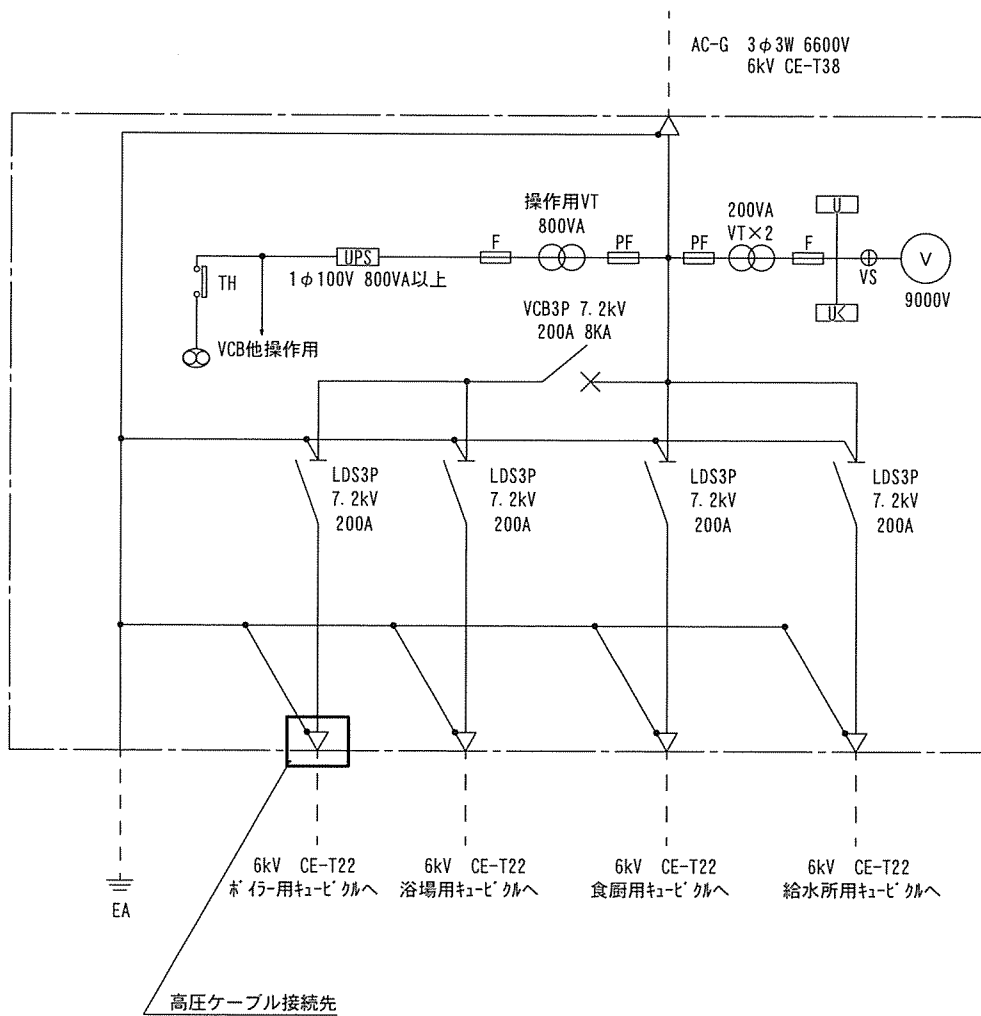 AC-G 3φ3W 6600V
6kV CE-T38
操作用VT
800VA
200VA
VT×2
U
F
PF
PF
F
UPS
1φ100V 800VA以上
TH
VS
V
9000V
U<
VCB3P 7.2kV
200A 8KA
VCB他操作用
LDS3P
7.2kV
200A
LDS3P
7.2kV
200A
LDS3P
7.2kV
200A
LDS3P
7.2kV
200A
6kV CE-T22
ボイラー用キュービクルへ
6kV CE-T22
浴場用キュービクルへ
6kV CE-T22
食厨用キュービクルへ
6kV CE-T22
給水所用キュービクルへ
EA
高圧ケーブル接続先